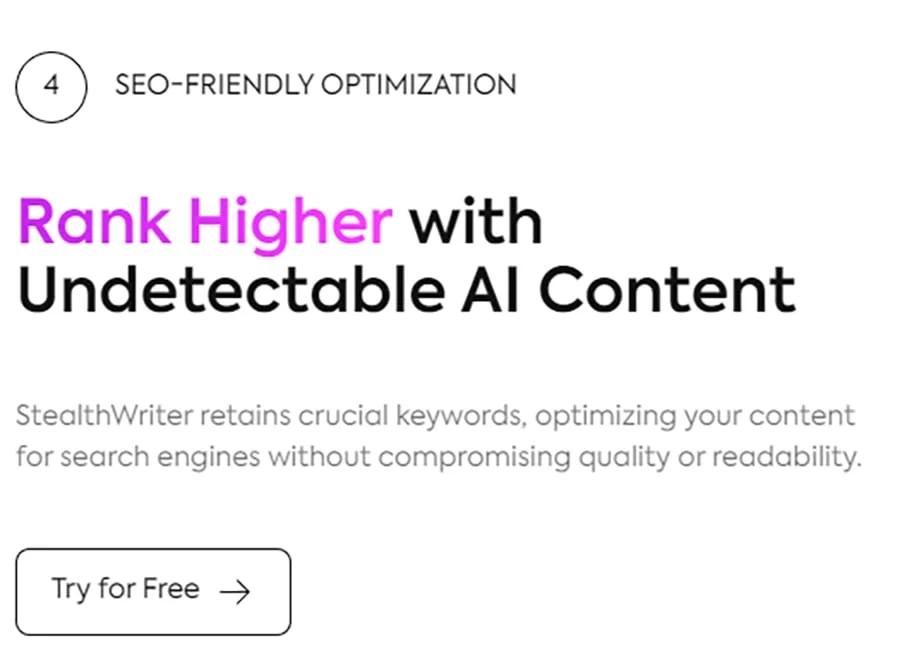 4 SEO-FRIENDLY OPTIMIZATION
Rank Higher with
Undetectable AI Content
StealthWriter retains crucial keywords, optimizing your content
for search engines without compromising quality or readability.
Try for Free →